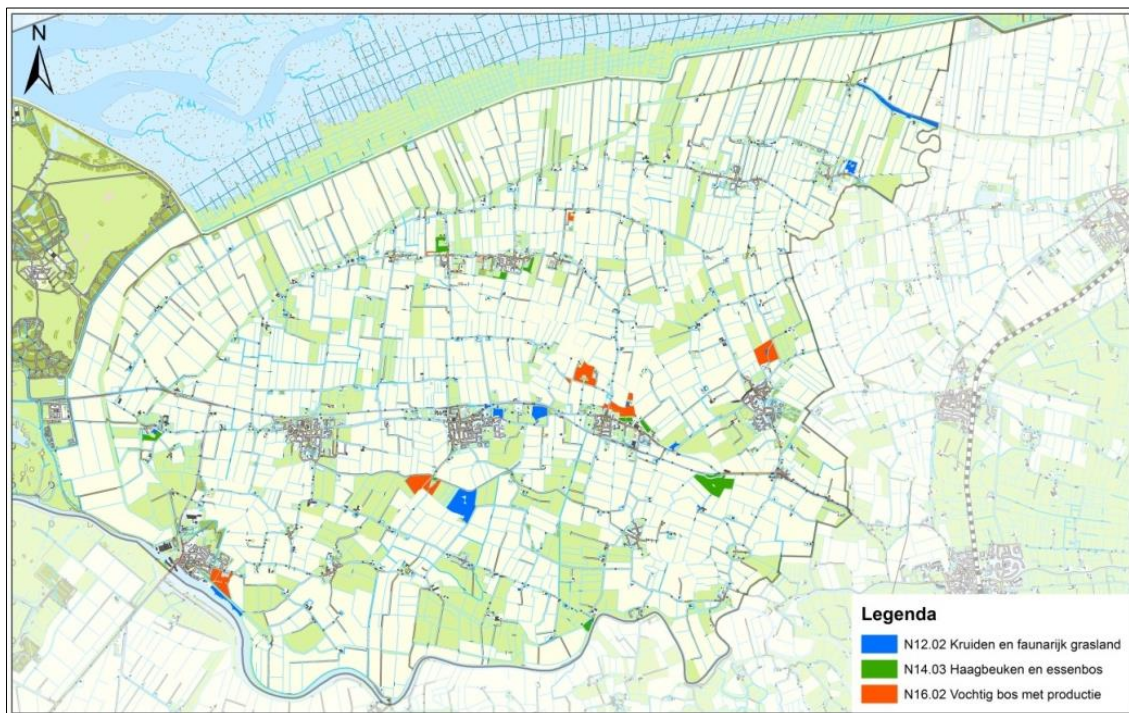 N
Legenda
N12.02 Kruiden en faunarijk grasland
N14.03 Haagbeuken en essenbos
N16.02 Vochtig bos met productie